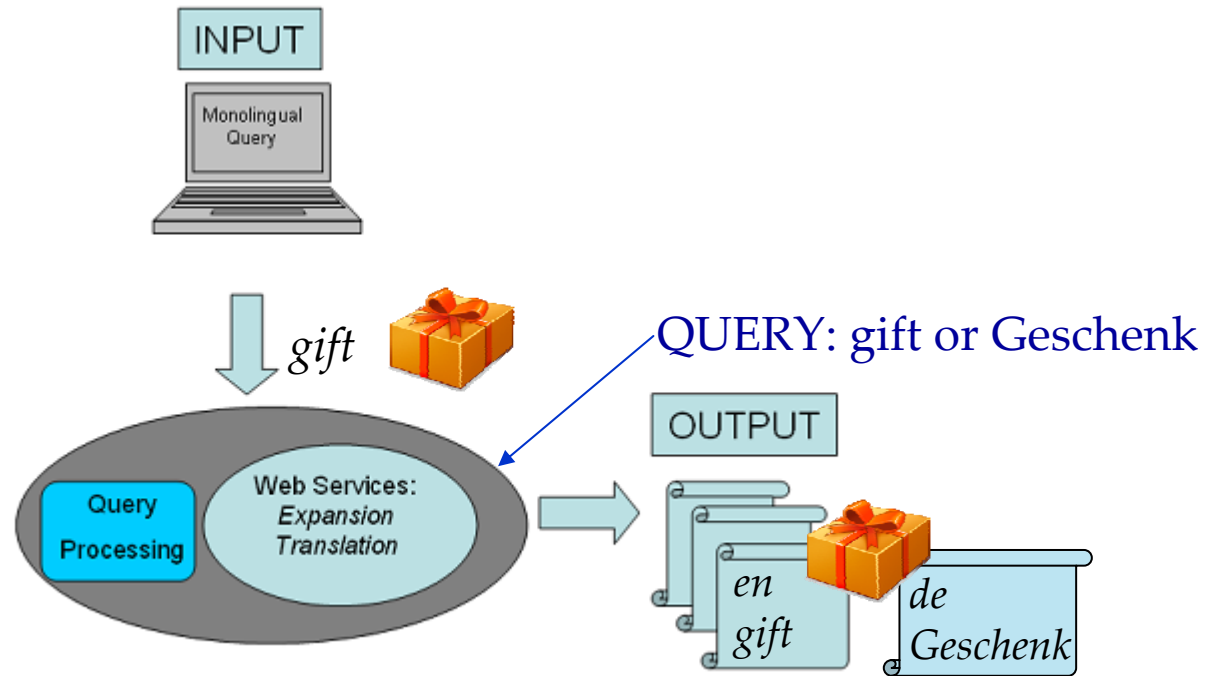 INPUT
Monolingual
Query
gift
QUERY: gift or Geschenk
OUTPUT
Query
Processing
Web Services:
Expansion
Translation
en
gift
de
Geschenk